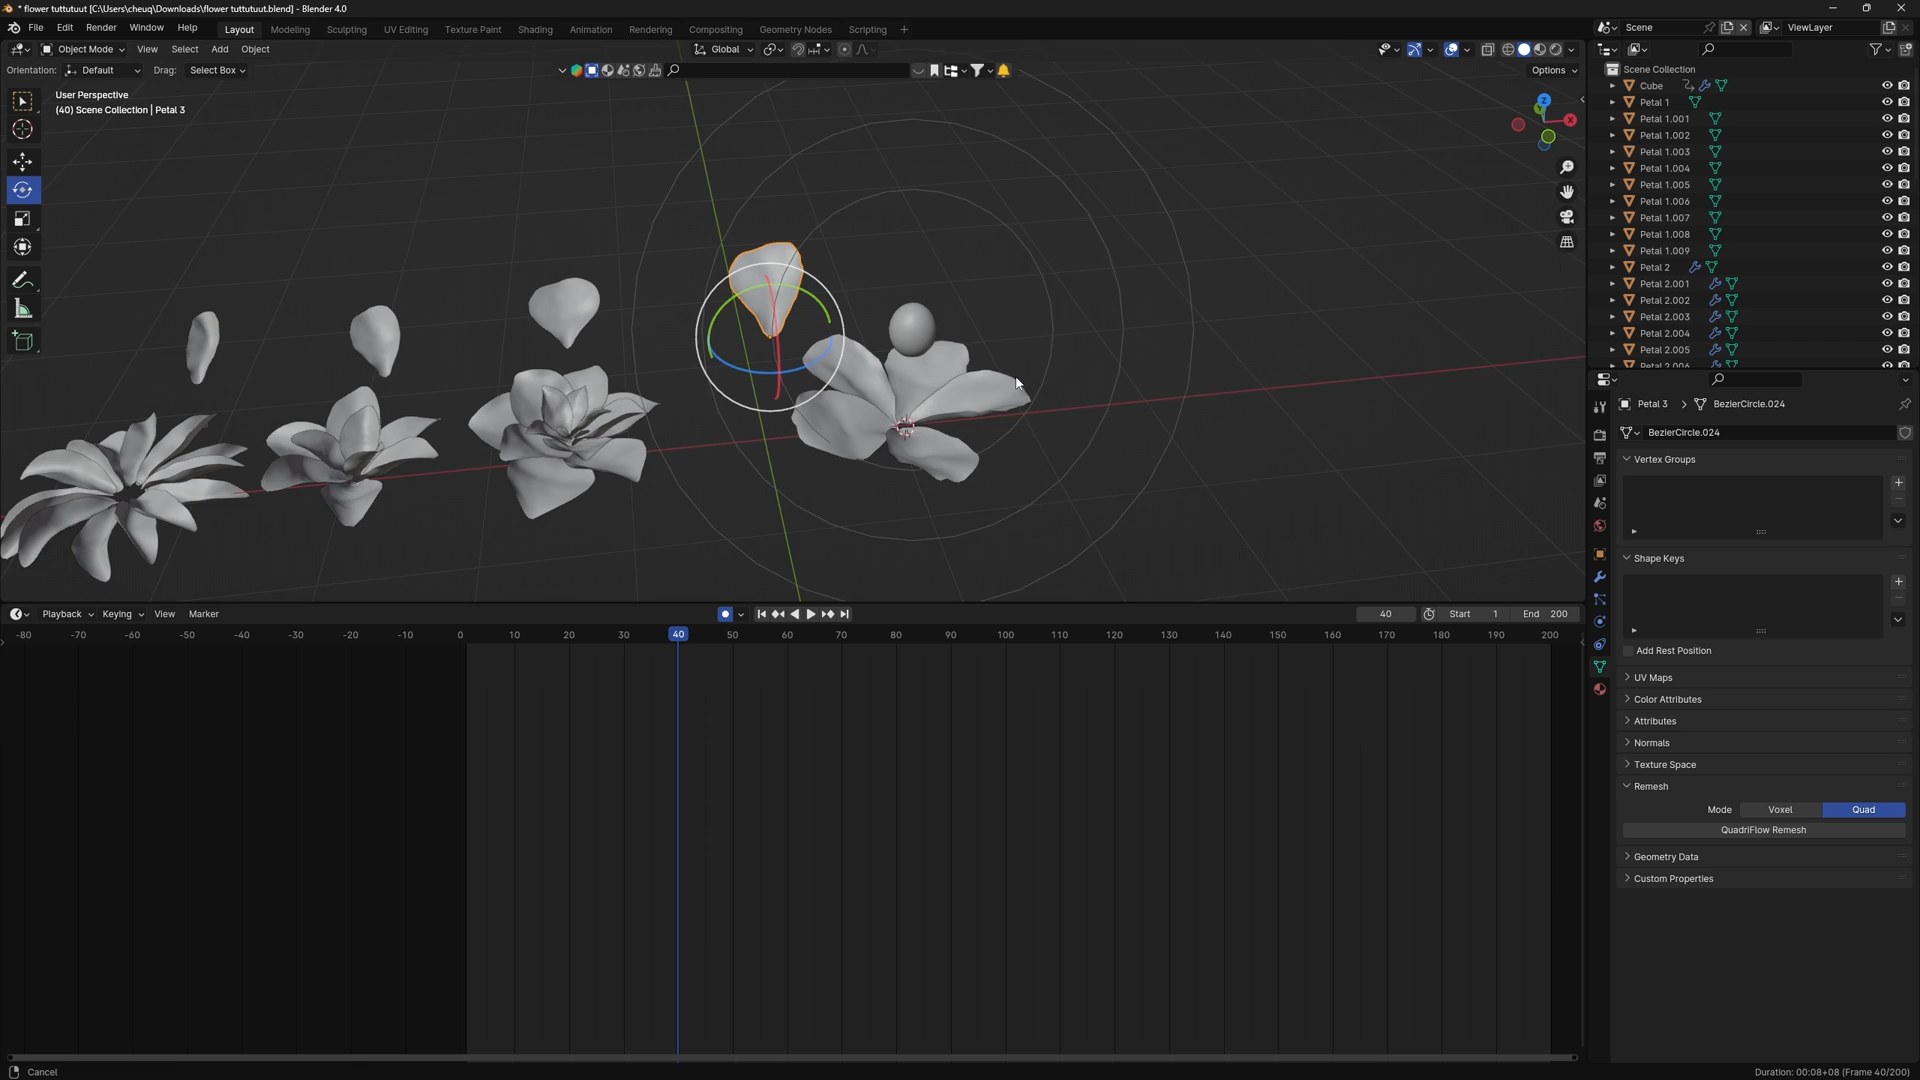 * flower tuttutuut [C:\Users\cheuq\Downloads\flower tuttutuut.blend] - Blender 4.0
File Edit Render Window Help Layout Modeling Sculpting UV Editing Texture Paint Shading Animation Rendering Compositing Geometry Nodes Scripting + Scene ViewLayer
Object Mode View Select Add Object Global
Orientation: Default Drag: Select Box Options
User Perspective
(40) Scene Collection | Petal 3
Z
Y
X
Scene Collection
Cube
Petal 1
Petal 1.001
Petal 1.002
Petal 1.003
Petal 1.004
Petal 1.005
Petal 1.006
Petal 1.007
Petal 1.008
Petal 1.009
Petal 2
Petal 2.001
Petal 2.002
Petal 2.003
Petal 2.004
Petal 2.005
Petal 2.006
Petal 3 > BezierCircle.024
BezierCircle.024
Vertex Groups
Shape Keys
Add Rest Position
UV Maps
Color Attributes
Attributes
Normals
Texture Space
Remesh
Mode Voxel Quad
QuadriFlow Remesh
Geometry Data
Custom Properties
Playback Keying View Marker 40 Start 1 End 200
-80 -70 -60 -50 -40 -30 -20 -10 0 10 20 30 40 50 60 70 80 90 100 110 120 130 140 150 160 170 180 190 200
Cancel Duration: 00:08+08 (Frame 40/200)